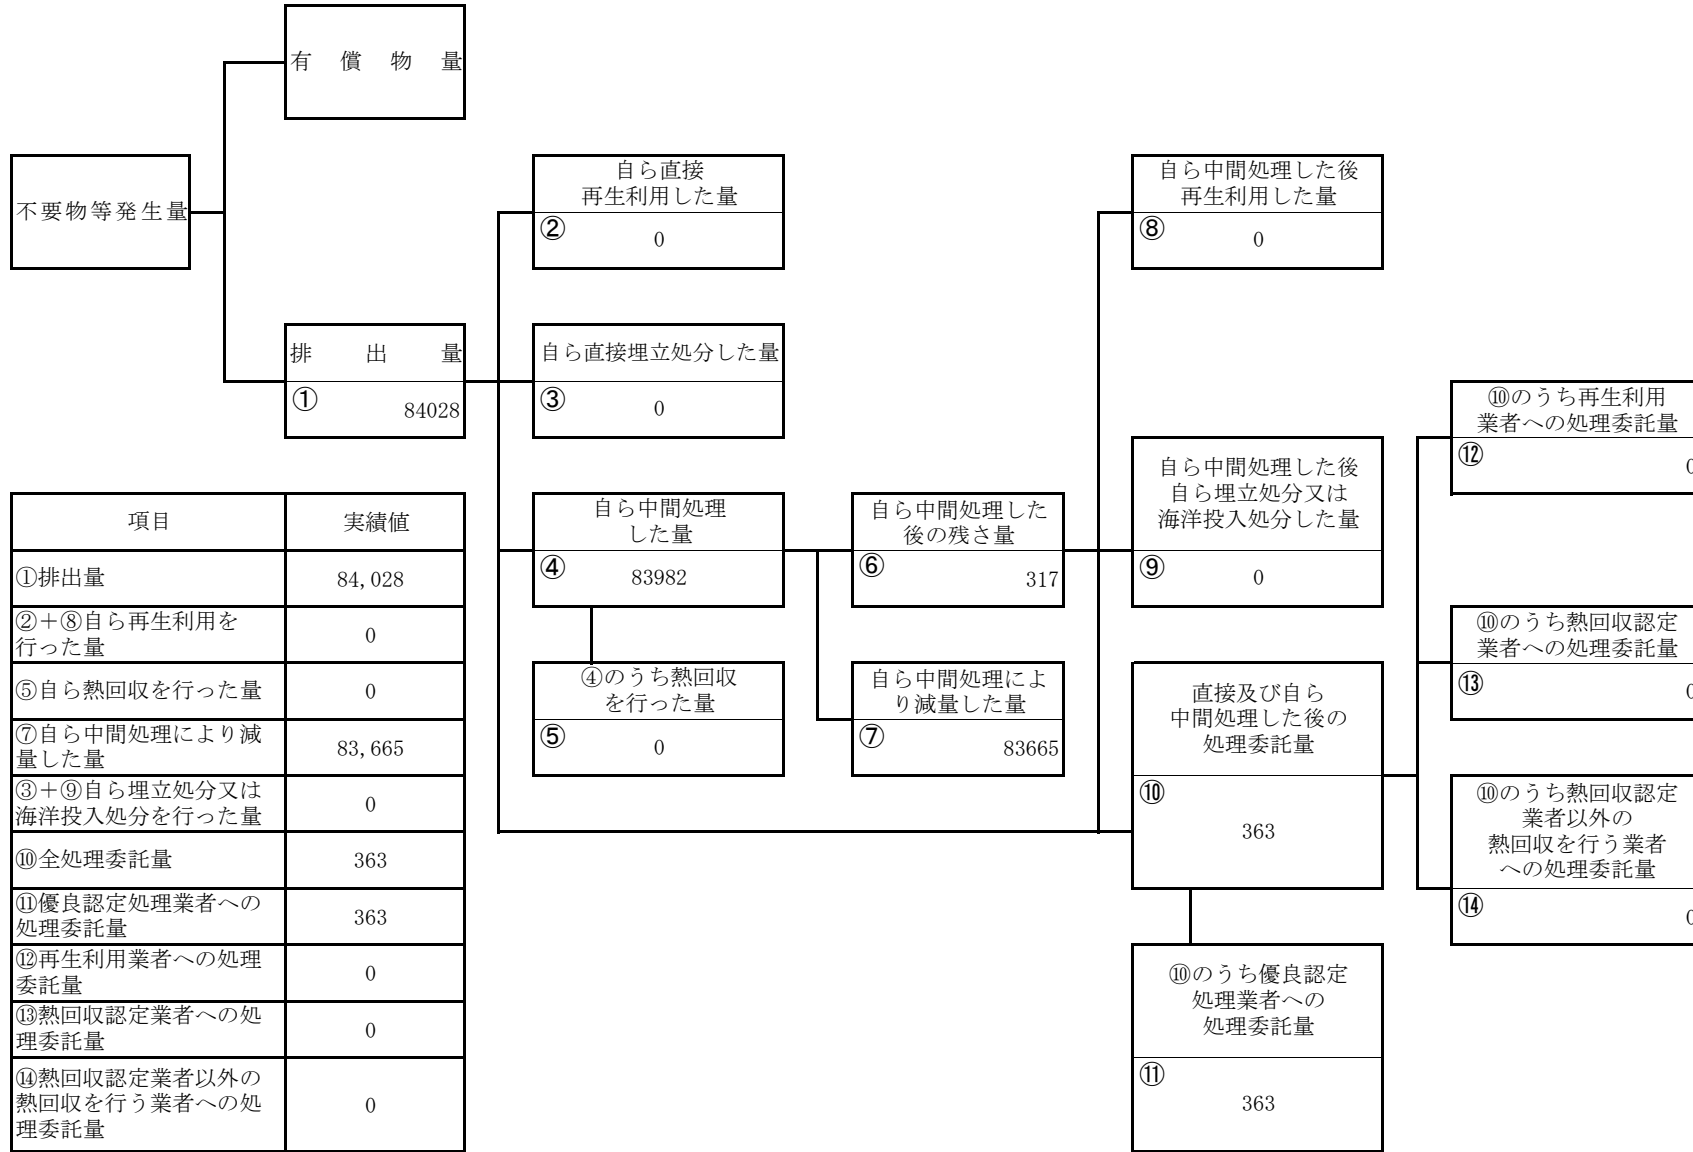 有償物量
不要物等発生量
排出量
①
84028
自ら直接
再生利用した量
②
0
自ら直接埋立処分した量
③
0
自ら中間処理
した量
④
83982
④のうち熱回収
を行った量
⑤
0
自ら中間処理した
後の残さ量
⑥
317
自ら中間処理によ
り減量した量
⑦
83665
自ら中間処理した後
再生利用した量
⑧
0
自ら中間処理した後
自ら埋立処分又は
海洋投入処分した量
⑨
0
直接及び自ら
中間処理した後の
処理委託量
⑩
363
⑩のうち優良認定
処理業者への
処理委託量
⑪
363
⑩のうち再生利用
業者への処理委託量
⑫
0
⑩のうち熱回収認定
業者への処理委託量
⑬
0
⑩のうち熱回収認定
業者以外の
熱回収を行う業者
への処理委託量
⑭
0
項目 実績値
①排出量 84,028
②＋⑧自ら再生利用を
行った量 0
⑤自ら熱回収を行った量 0
⑦自ら中間処理により減
量した量 83,665
③＋⑨自ら埋立処分又は
海洋投入処分を行った量 0
⑩全処理委託量 363
⑪優良認定処理業者への
処理委託量 363
⑫再生利用業者への処理
委託量 0
⑬熱回収認定業者への処
理委託量 0
⑭熱回収認定業者以外の
熱回収を行う業者への処
理委託量 0